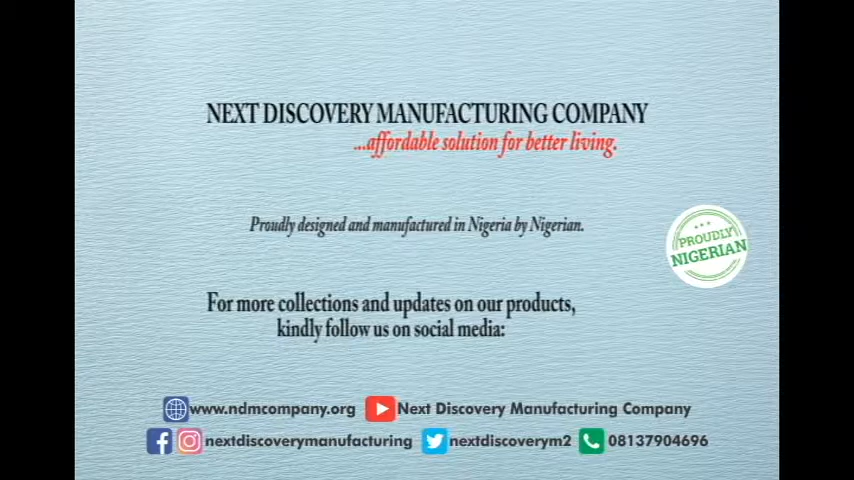 NEXT DISCOVERY MANUFACTURING COMPANY
...affordable solution for better living.
Proudly designed and manufactured in Nigeria by Nigerian.
PROUDLY
NIGERIAN
For more collections and updates on our products,
kindly follow us on social media:
www.ndmcompany.org Next Discovery Manufacturing Company
nextdiscoverymanufacturing nextdiscoverym2 08137904696